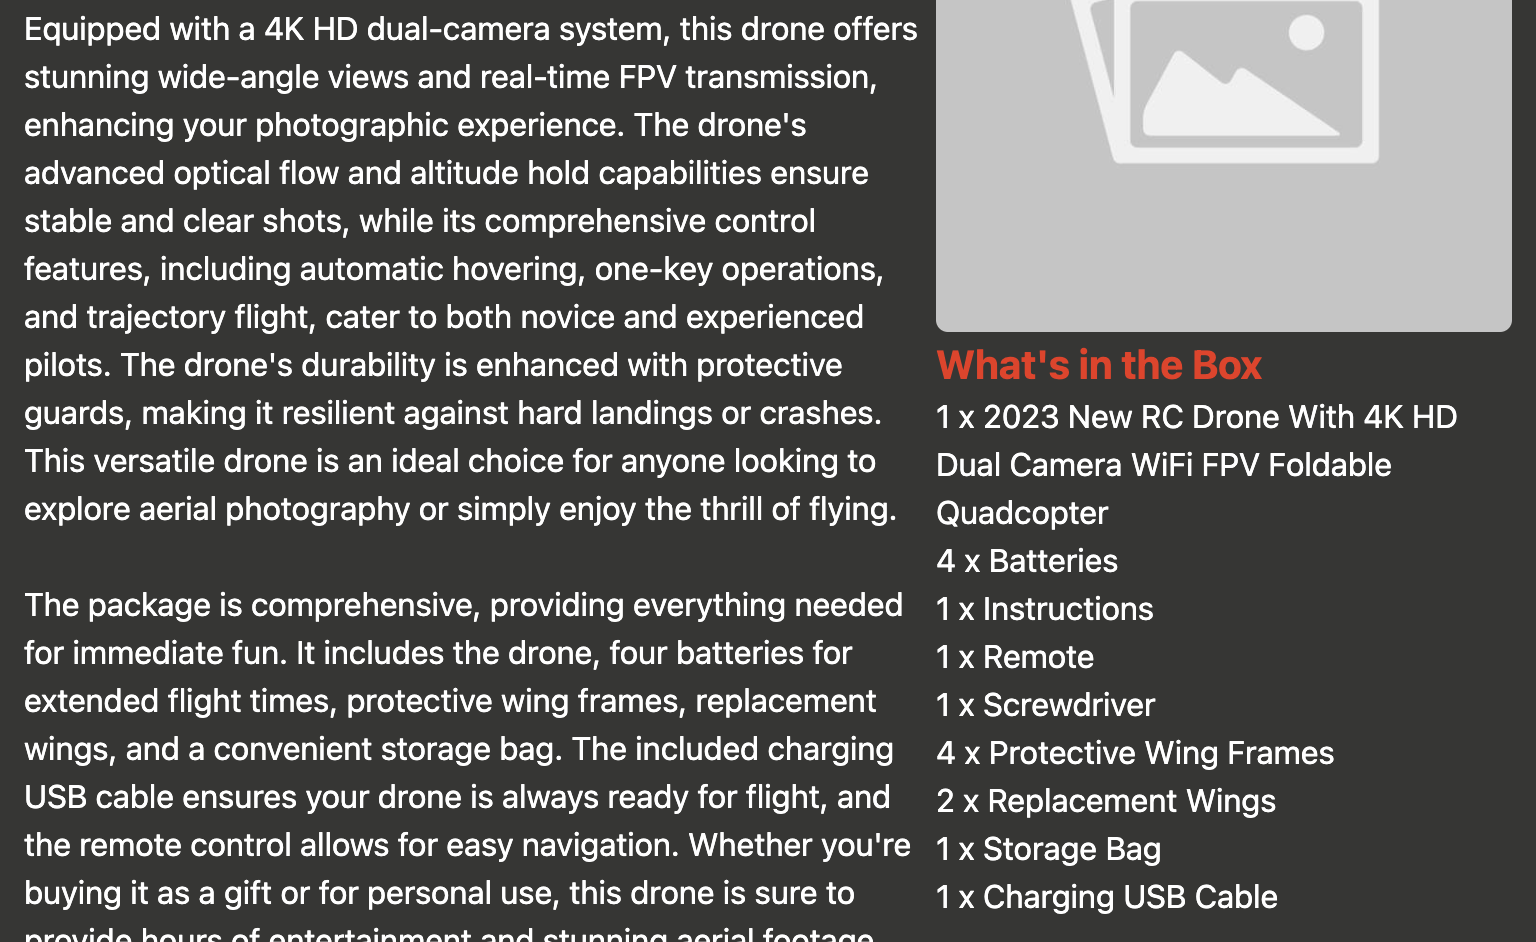 Equipped with a 4K HD dual-camera system, this drone offers
stunning wide-angle views and real-time FPV transmission,
enhancing your photographic experience. The drone's
advanced optical flow and altitude hold capabilities ensure
stable and clear shots, while its comprehensive control
features, including automatic hovering, one-key operations,
and trajectory flight, cater to both novice and experienced
pilots. The drone's durability is enhanced with protective
guards, making it resilient against hard landings or crashes.
This versatile drone is an ideal choice for anyone looking to
explore aerial photography or simply enjoy the thrill of flying.
The package is comprehensive, providing everything needed
for immediate fun. It includes the drone, four batteries for
extended flight times, protective wing frames, replacement
wings, and a convenient storage bag. The included charging
USB cable ensures your drone is always ready for flight, and
the remote control allows for easy navigation. Whether you're
buying it as a gift or for personal use, this drone is sure to
provide hours of entertainment and stunning aerial footage.
What's in the Box
1 x 2023 New RC Drone With 4K HD
Dual Camera WiFi FPV Foldable
Quadcopter
4 x Batteries
1 x Instructions
1 x Remote
1 x Screwdriver
4 x Protective Wing Frames
2 x Replacement Wings
1 x Storage Bag
1 x Charging USB Cable